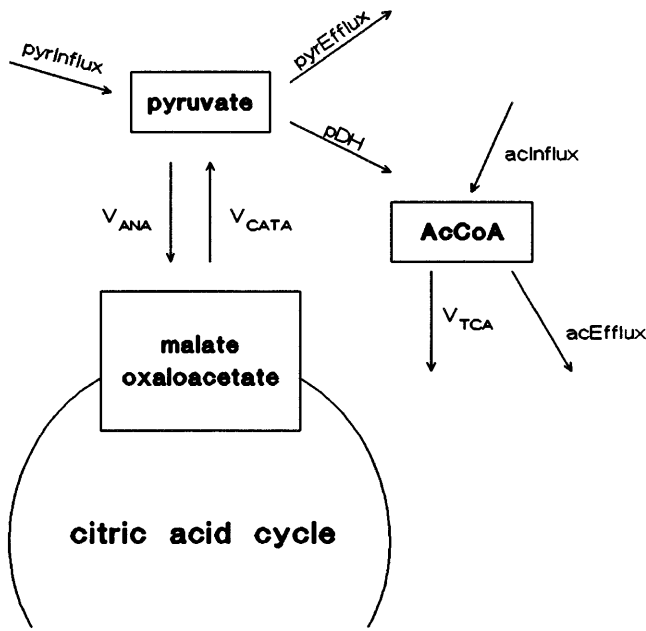 pyrInflux
pyrEfflux
pyruvate
pDH
acInflux
V_ANA
V_CATA
AcCoA
V_TCA
acEfflux
malate
oxaloacetate
citric acid cycle